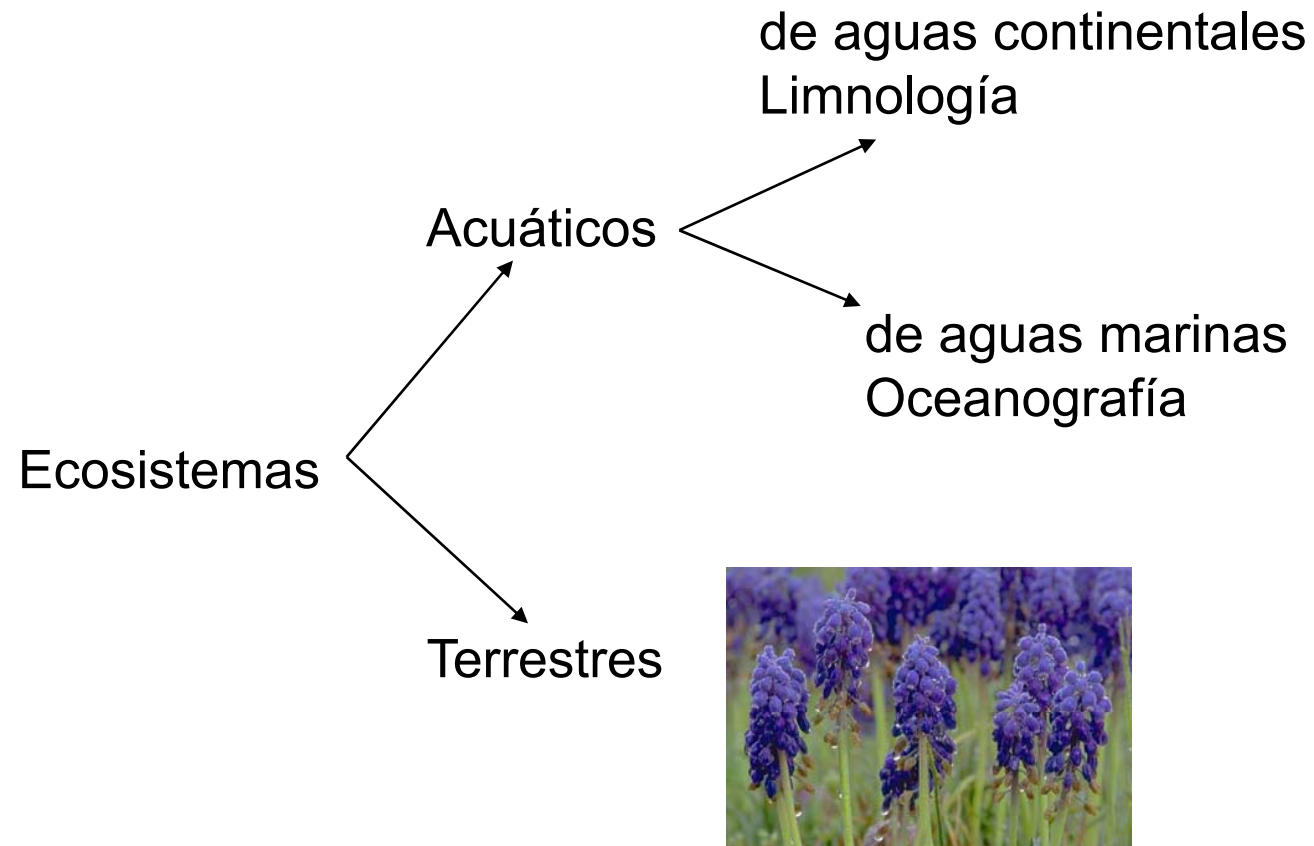 de aguas continentales
Limnología
Acuáticos
de aguas marinas
Oceanografía
Ecosistemas
Terrestres